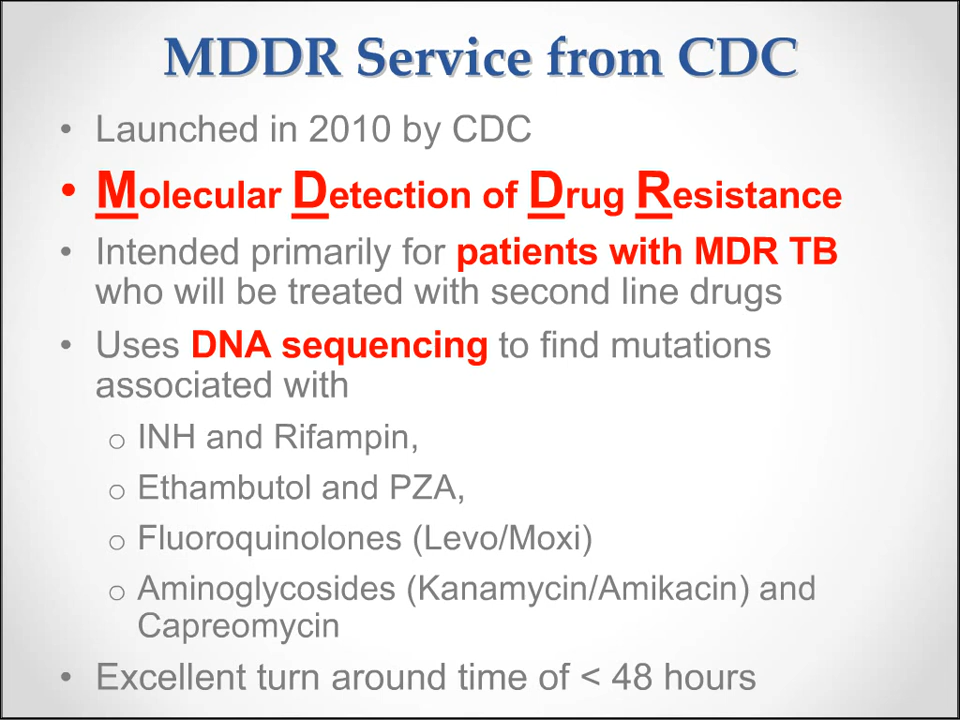 MDDR Service from CDC
• Launched in 2010 by CDC
• Molecular Detection of Drug Resistance
• Intended primarily for patients with MDR TB
who will be treated with second line drugs
• Uses DNA sequencing to find mutations
associated with
o INH and Rifampin,
o Ethambutol and PZA,
o Fluoroquinolones (Levo/Moxi)
o Aminoglycosides (Kanamycin/Amikacin) and
Capreomycin
• Excellent turn around time of < 48 hours